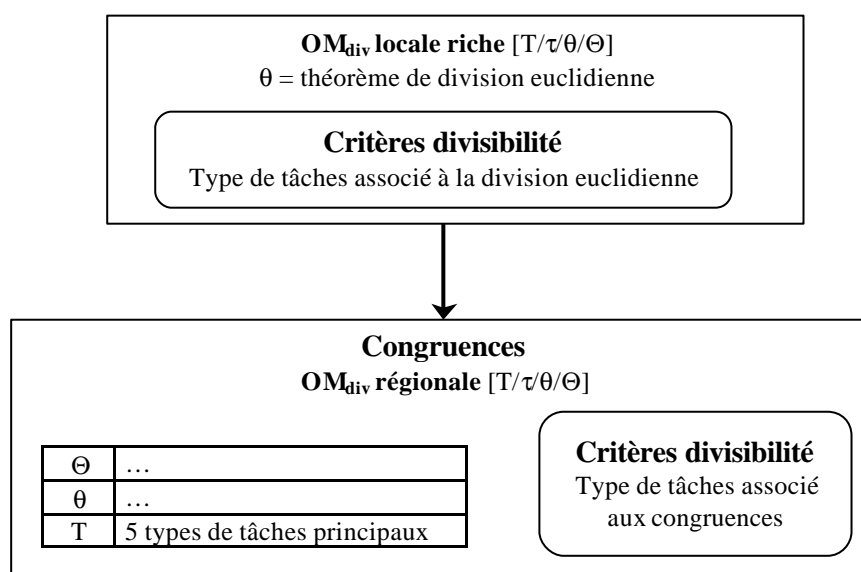 OMdiv locale riche [T/τ/θ/Θ]
θ = théorème de division euclidienne
Critères divisibilité
Type de tâches associé à la division euclidienne
Congruences
OMdiv régionale [T/τ/θ/Θ]
Θ …
θ …
T 5 types de tâches principaux
Critères divisibilité
Type de tâches associé
aux congruences